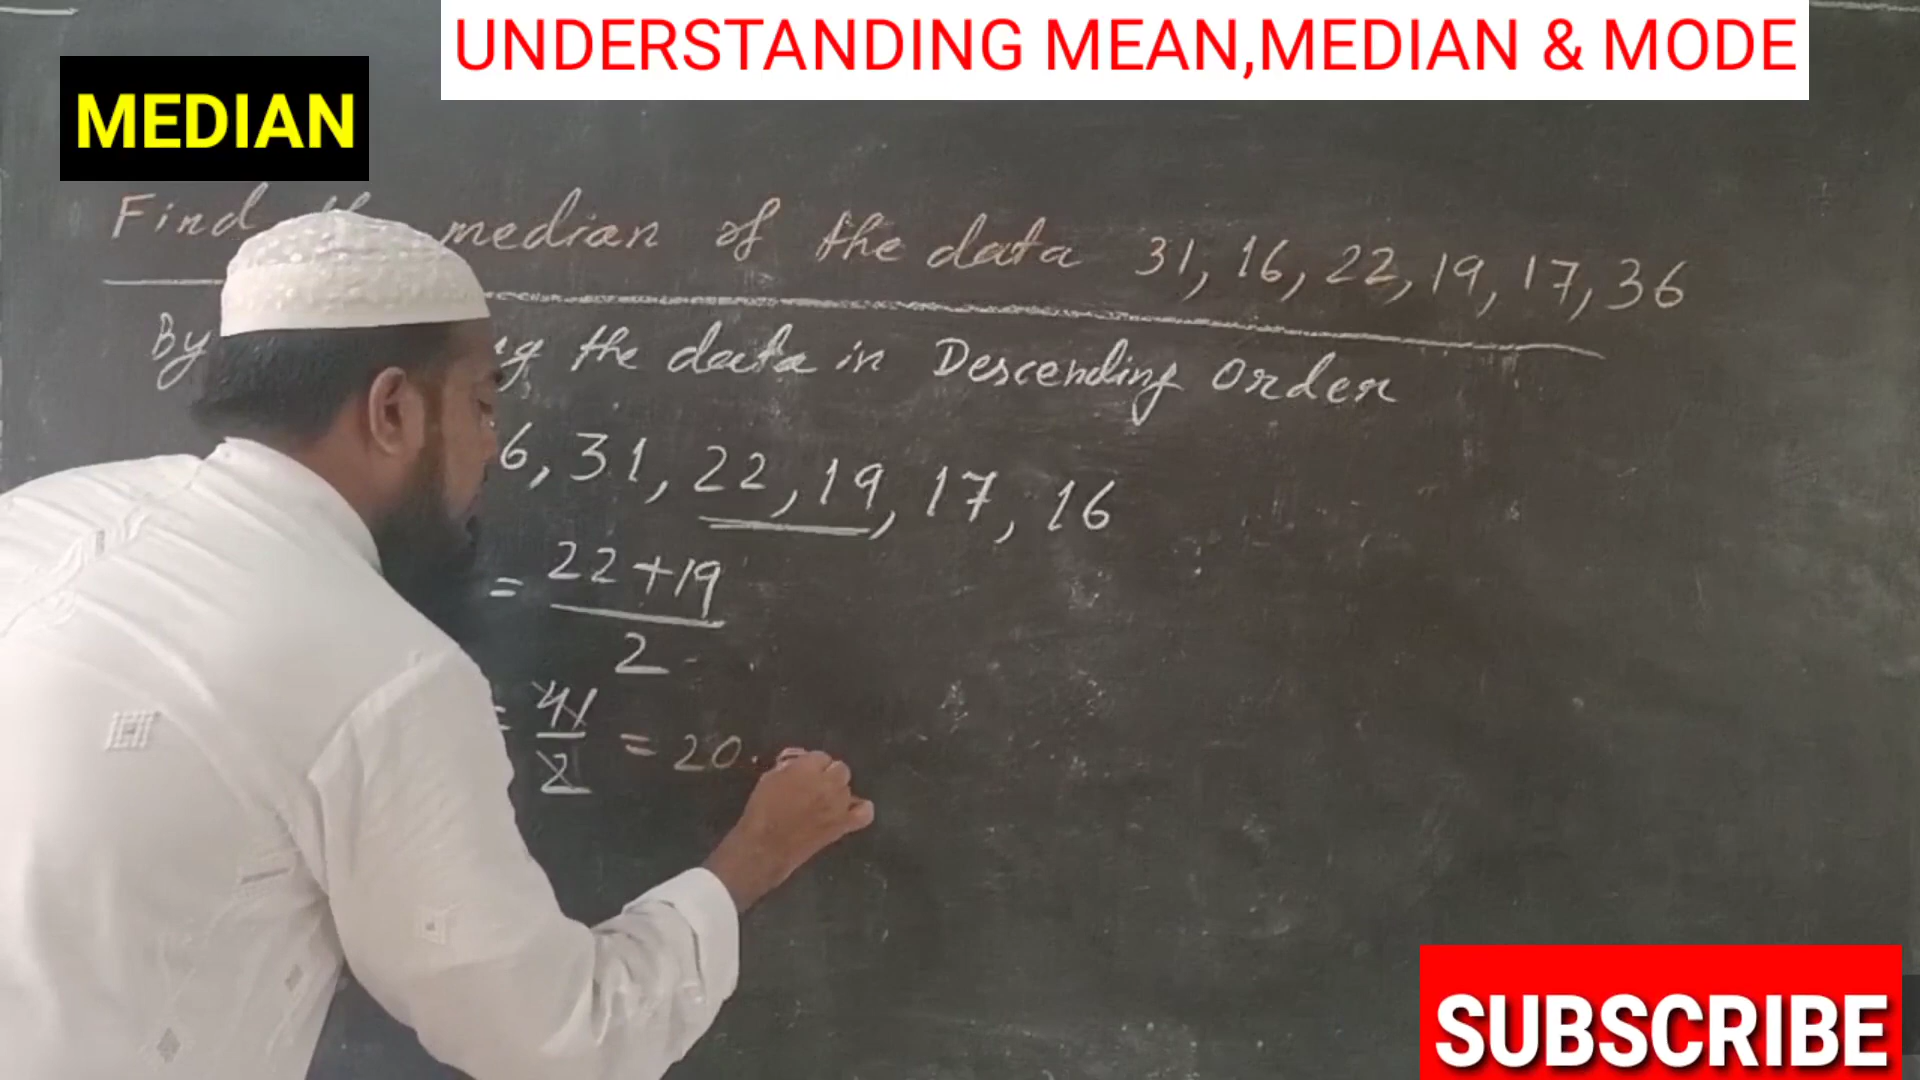 UNDERSTANDING MEAN,MEDIAN & MODE
MEDIAN
Find median of the data 31, 16, 22, 19, 17, 36
By the data in Descending Order
6, 31, 22, 19, 17, 16
= 22+19
2
= 41 = 20.
2
SUBSCRIBE